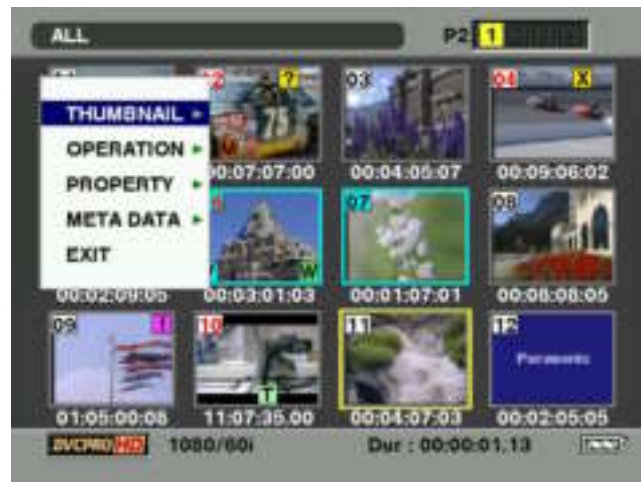 ALL
P2 1
02 ?
03
04 X
THUMBNAIL
OPERATION
PROPERTY
META DATA
EXIT
75
M
00:07:07:00
00:04:05:07
00:09:06:02
07
08
W
00:02:09:05
00:03:01:03
00:01:07:01
00:08:08:05
09 !
10
11
12
T
Panasonic
01:05:00:08
11:07:35.00
00:04:07:03
00:02:05:05
DVCPRO HD
1080/60i
Dur : 00:00:01.13